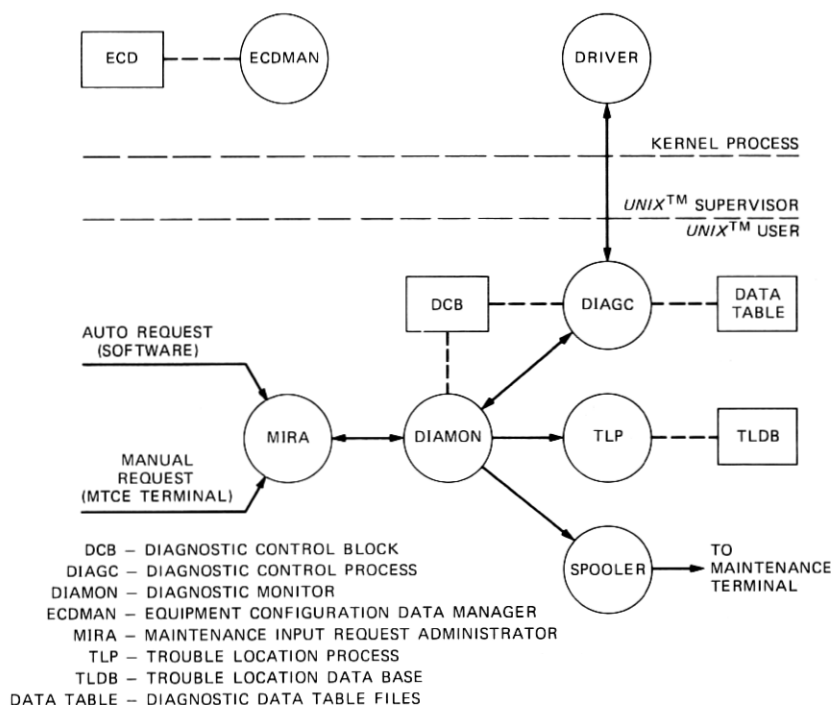 ECD
ECDMAN
DRIVER
KERNEL PROCESS
UNIX™ SUPERVISOR
UNIX™ USER
DCB
DIAGC
DATA
TABLE
AUTO REQUEST
(SOFTWARE)
MIRA
DIAMON
TLP
TLDB
MANUAL
REQUEST
(MTCE TERMINAL)
SPOOLER
TO
MAINTENANCE
TERMINAL
DCB – DIAGNOSTIC CONTROL BLOCK
DIAGC – DIAGNOSTIC CONTROL PROCESS
DIAMON – DIAGNOSTIC MONITOR
ECDMAN – EQUIPMENT CONFIGURATION DATA MANAGER
MIRA – MAINTENANCE INPUT REQUEST ADMINISTRATOR
TLP – TROUBLE LOCATION PROCESS
TLDB – TROUBLE LOCATION DATA BASE
DATA TABLE – DIAGNOSTIC DATA TABLE FILES